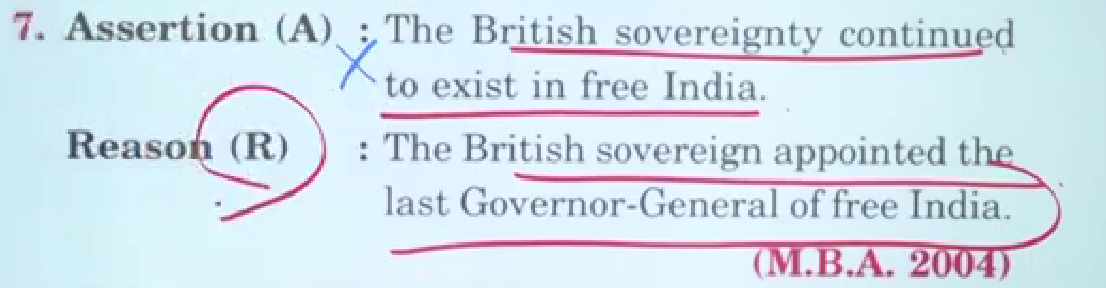 7. Assertion (A) : The British sovereignty continued
to exist in free India.
Reason (R) : The British sovereign appointed the
last Governor-General of free India.
(M.B.A. 2004)